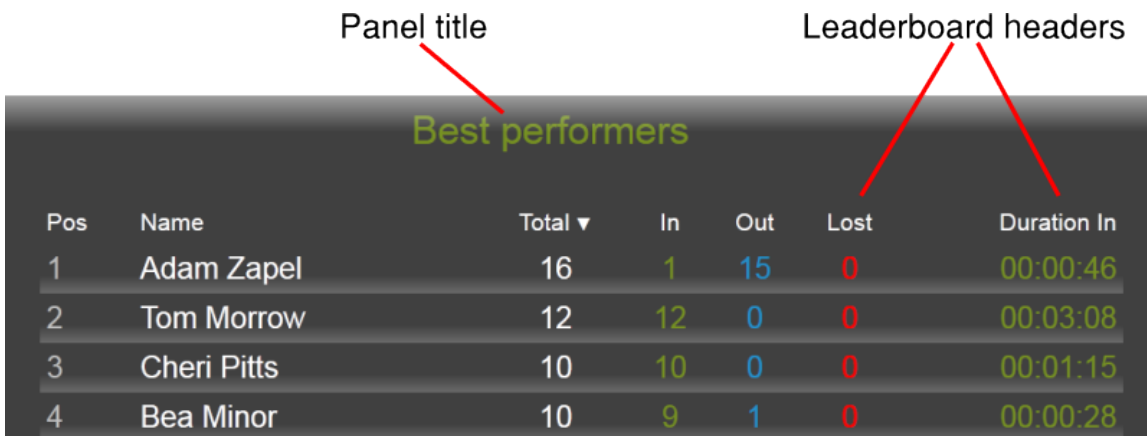 Panel title Leaderboard headers
Best performers
Pos Name Total ▼ In Out Lost Duration In
1 Adam Zapel 16 1 15 0 00:00:46
2 Tom Morrow 12 12 0 0 00:03:08
3 Cheri Pitts 10 10 0 0 00:01:15
4 Bea Minor 10 9 1 0 00:00:28